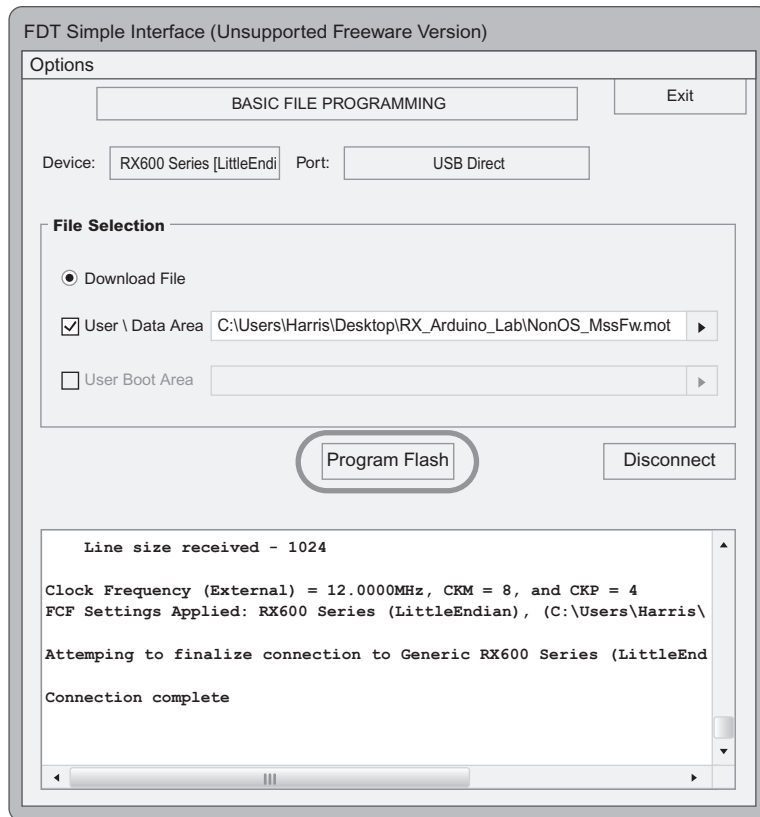 FDT Simple Interface (Unsupported Freeware Version)
Options
BASIC FILE PROGRAMMING
Exit
Device: RX600 Series [LittleEndi Port: USB Direct
File Selection
Download File
User \ Data Area C:\Users\Harris\Desktop\RX_Arduino_Lab\NonOS_MssFw.mot
User Boot Area
Program Flash
Disconnect
Line size received - 1024
Clock Frequency (External) = 12.0000MHz, CKM = 8, and CKP = 4
FCF Settings Applied: RX600 Series (LittleEndian), (C:\Users\Harris\
Attemping to finalize connection to Generic RX600 Series (LittleEnd
Connection complete